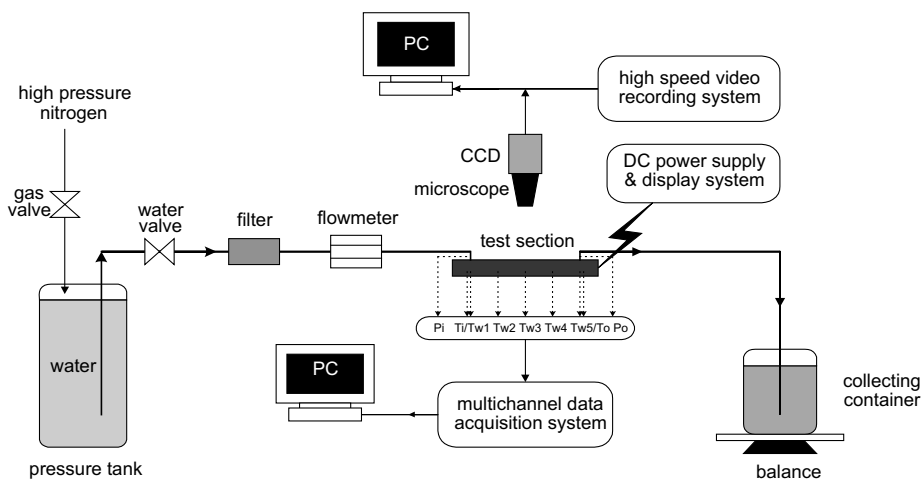 PC
high speed video
recording system
high pressure
nitrogen
CCD
microscope
DC power supply
& display system
gas
valve
water
valve
filter
flowmeter
test section
Pi Ti/Tw1 Tw2 Tw3 Tw4 Tw5/To Po
water
PC
multichannel data
acquisition system
collecting
container
pressure tank
balance